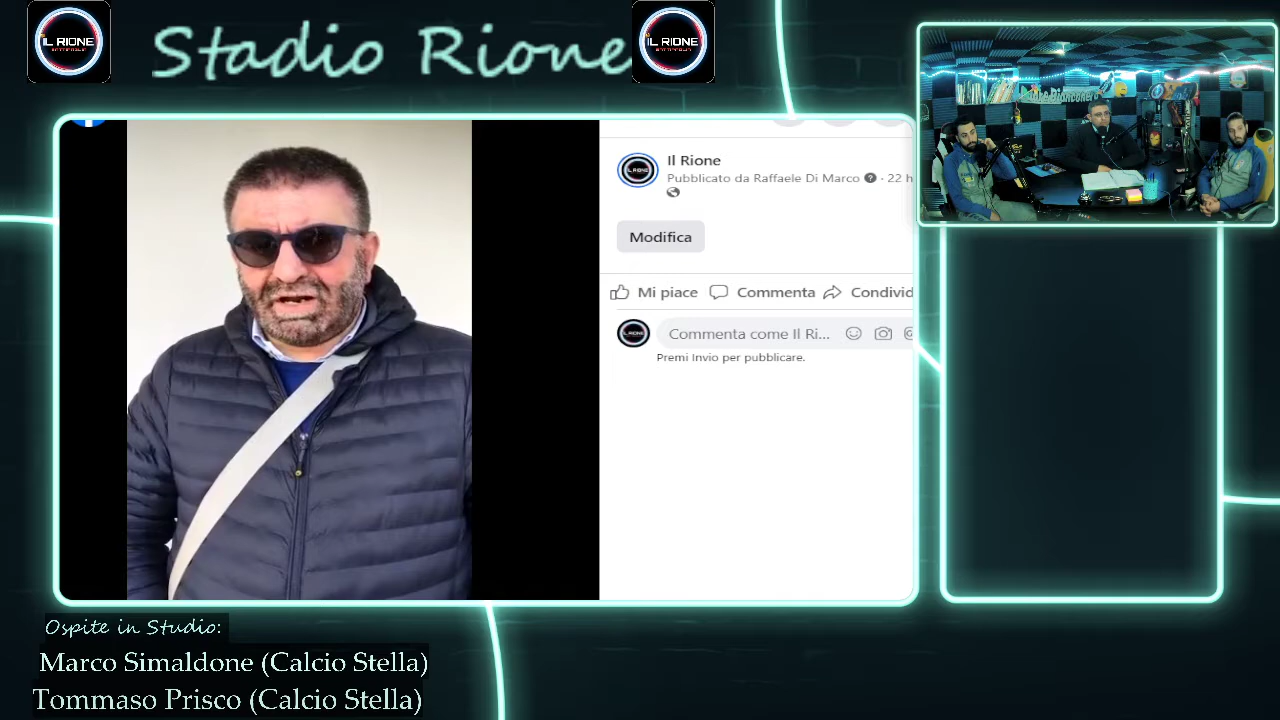 IL RIONE
Stadio Rione
IL RIONE
Il Rione
Pubblicato da Raffaele Di Marco · 22 h
Modifica
Mi piace Commenta Condivid
IL RIONE
Commenta come Il Ri...
Premi Invio per pubblicare.
Ospite in Studio:
Marco Simaldone (Calcio Stella)
Tommaso Prisco (Calcio Stella)